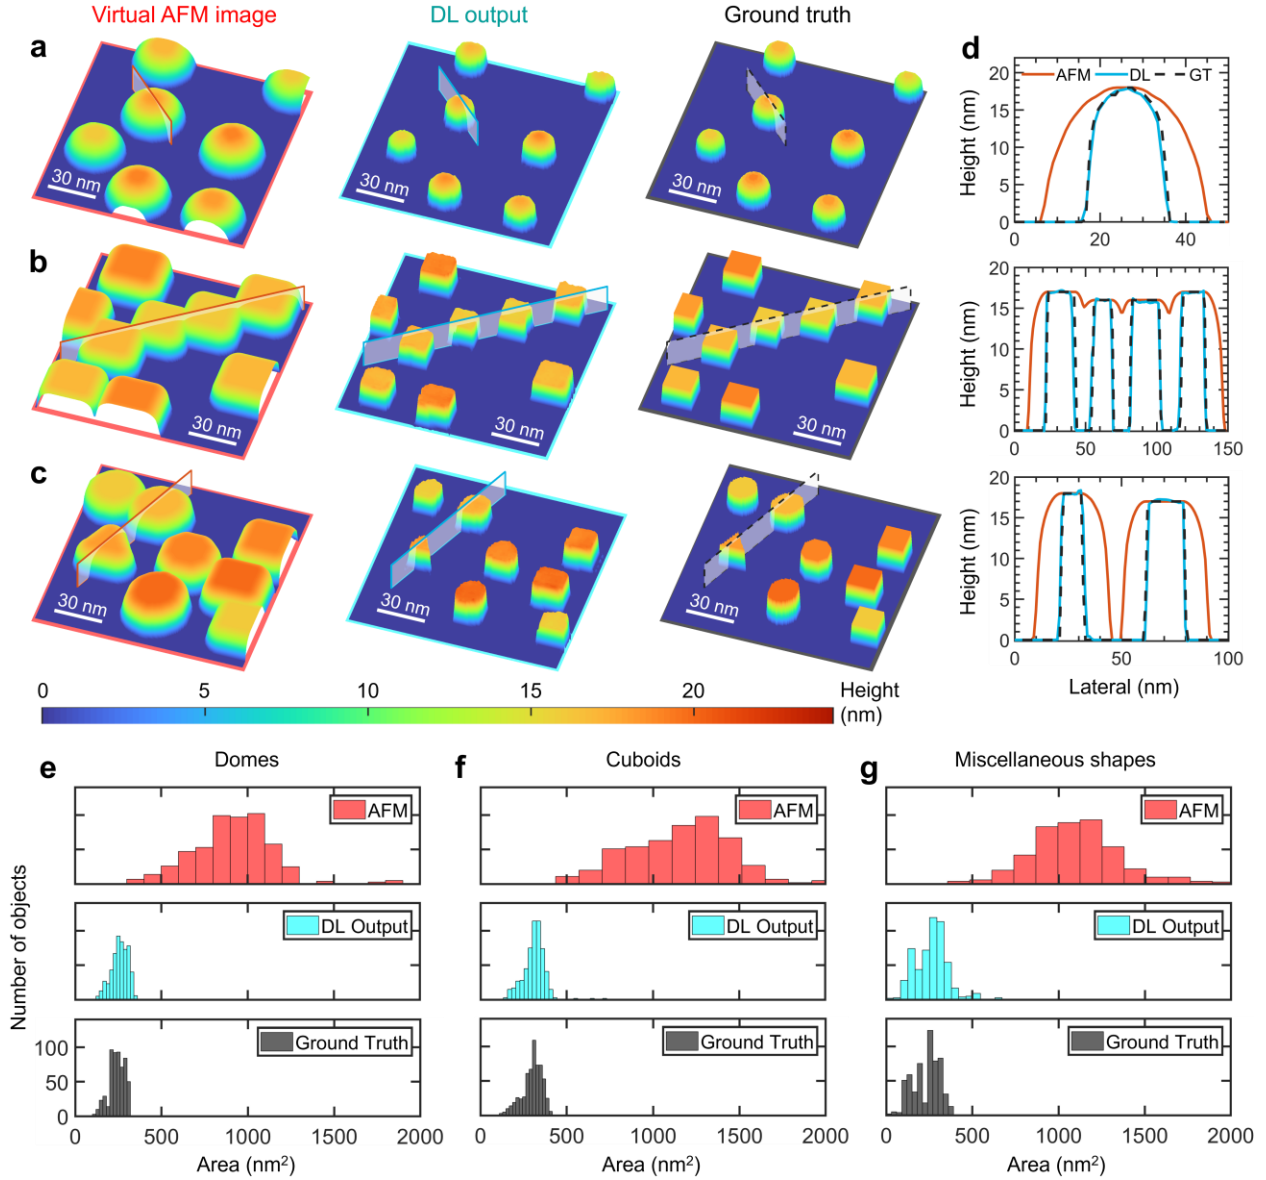 Virtual AFM image
DL output
Ground truth
a
30 nm
30 nm
30 nm
b
30 nm
30 nm
30 nm
c
30 nm
30 nm
30 nm
d
AFM DL GT
Height (nm)
20
15
10
5
0
0 20 40
Height (nm)
20
15
10
5
0
0 50 100 150
Height (nm)
20
15
10
5
0
0 50 100
Lateral (nm)
0 5 10 15 20 Height
(nm)
e Domes
AFM
DL Output
Ground Truth
Number of objects
100
50
0
0 500 1000 1500 2000
Area (nm²)
f Cuboids
AFM
DL Output
Ground Truth
0 500 1000 1500 2000
Area (nm²)
g Miscellaneous shapes
AFM
DL Output
Ground Truth
0 500 1000 1500 2000
Area (nm²)